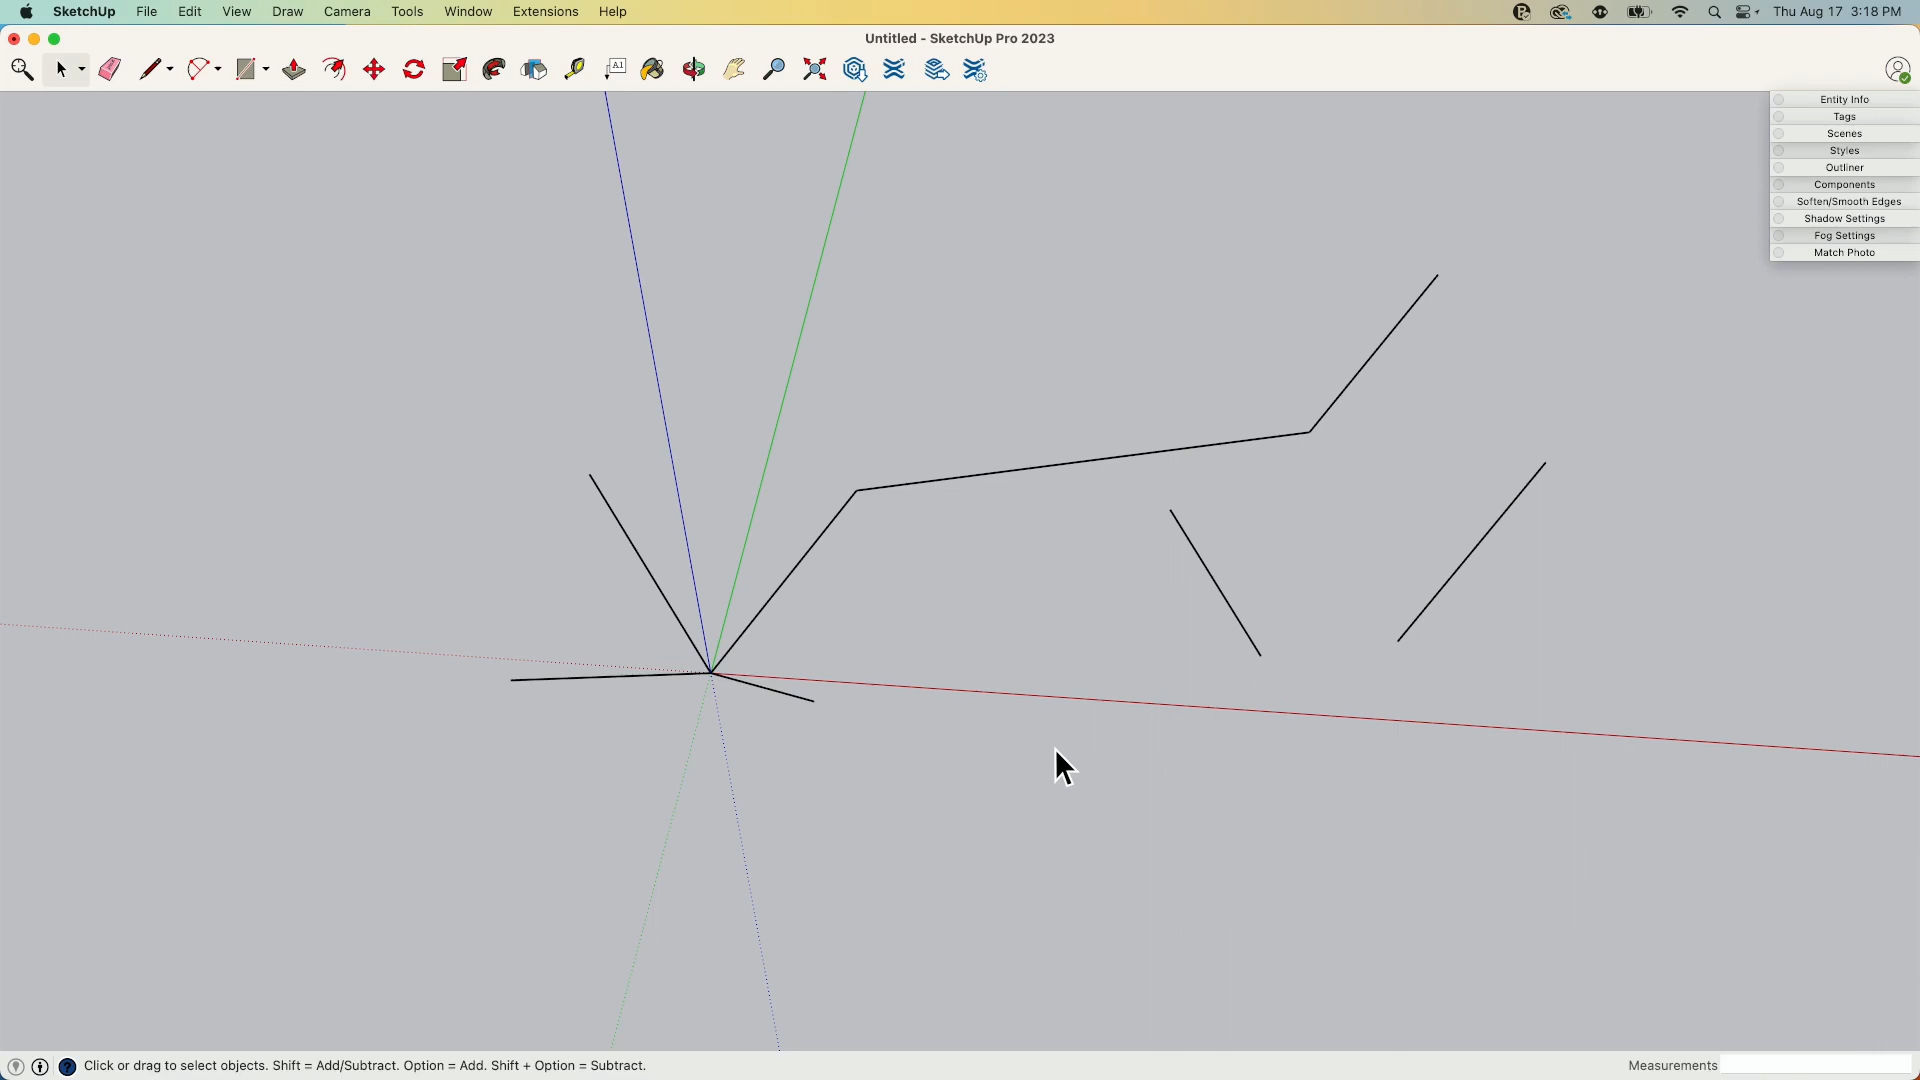 SketchUp File Edit View Draw Camera Tools Window Extensions Help Thu Aug 17 3:18 PM
Untitled - SketchUp Pro 2023
A1
Entity Info
Tags
Scenes
Styles
Outliner
Components
Soften/Smooth Edges
Shadow Settings
Fog Settings
Match Photo
Click or drag to select objects. Shift = Add/Subtract. Option = Add. Shift + Option = Subtract. Measurements